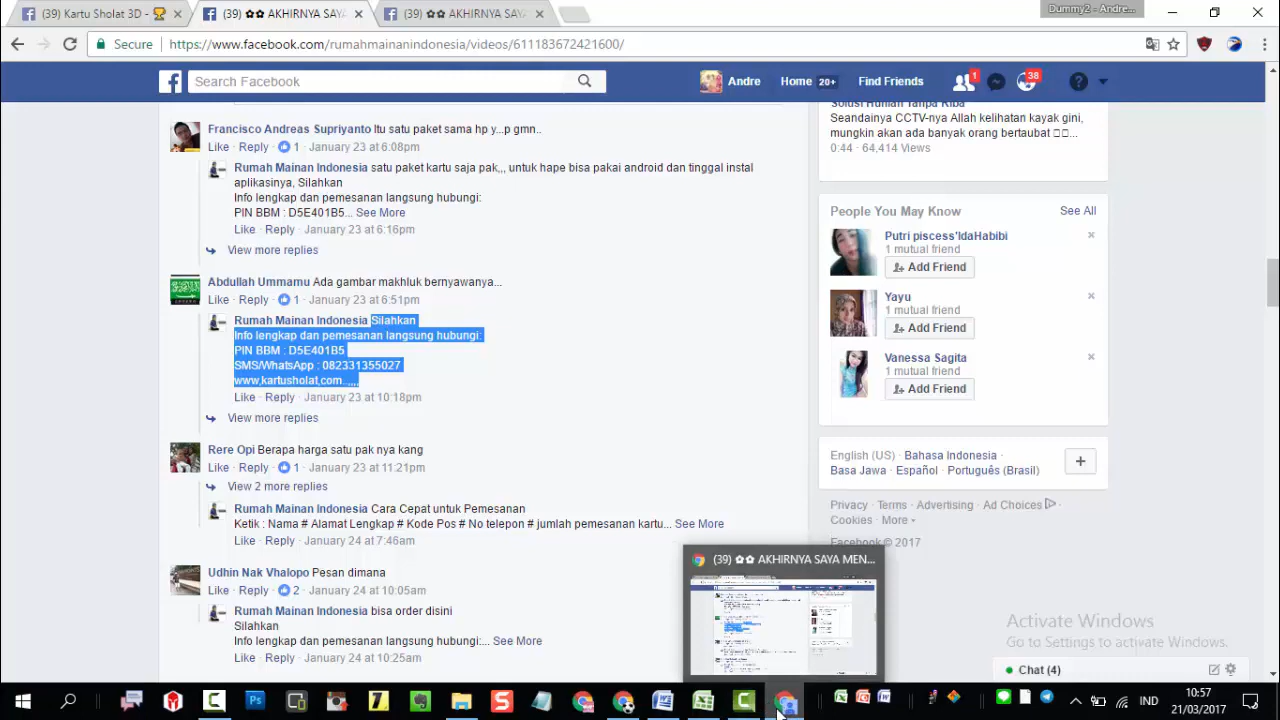 (39) Kartu Sholat 3D -
(39) ✿✿ AKHIRNYA SAYA
(39) ✿✿ AKHIRNYA SAYA
Dummy2 - Andre...
Secure
https://www.facebook.com/rumahmainanindonesia/videos/611183672421600/
Search Facebook
Andre
Home 20+
Find Friends
1
38
Francisco Andreas Supriyanto Itu satu paket sama hp y...p gmn..
Like · Reply · 1 · January 23 at 6:08pm
Rumah Mainan Indonesia satu paket kartu saja pak,,, untuk hape bisa pakai android dan tinggal instal
aplikasinya, Silahkan
Info lengkap dan pemesanan langsung hubungi:
PIN BBM : D5E401B5... See More
Like · Reply · January 23 at 6:16pm
View more replies
Abdullah Ummamu Ada gambar makhluk bernyawanya...
Like · Reply · 1 · January 23 at 6:51pm
Rumah Mainan Indonesia Silahkan
Info lengkap dan pemesanan langsung hubungi:
PIN BBM : D5E401B5
SMS/WhatsApp : 082331355027
Like · Reply · January 23 at 10:18pm
View more replies
Rere Opi Berapa harga satu pak nya kang
Like · Reply · 1 · January 23 at 11:21pm
View 2 more replies
Rumah Mainan Indonesia Cara Cepat untuk Pemesanan
Ketik : Nama # Alamat Lengkap # Kode Pos # No telepon # jumlah pemesanan kartu... See More
Like · Reply · January 24 at 7:46am
Udhin Nak Vhalopo Pesan dimana
Like · Reply · 2 · January 24 at 10:05am
Rumah Mainan Indonesia bisa order disini
Silahkan
Info lengkap dan pemesanan langsung hubungi:... See More
Like · Reply · January 24 at 10:25am
Solusi Hunian Tanpa Riba
Seandainya CCTV-nya Allah kelihatan kayak gini,
mungkin akan ada banyak orang bertaubat ▯▯...
0:44 · 64,414 Views
People You May Know
See All
Putri piscess'IdaHabibi
1 mutual friend
Add Friend
Yayu
1 mutual friend
Add Friend
Vanessa Sagita
1 mutual friend
Add Friend
English (US) · Bahasa Indonesia ·
Basa Jawa · Español · Português (Brasil)
Privacy · Terms · Advertising · Ad Choices ·
Cookies · More
Facebook © 2017
(39) ✿✿ AKHIRNYA SAYA MEN...
Activate Windows
Go to Settings to activate Windows.
Chat (4)
IND
10:57
21/03/2017